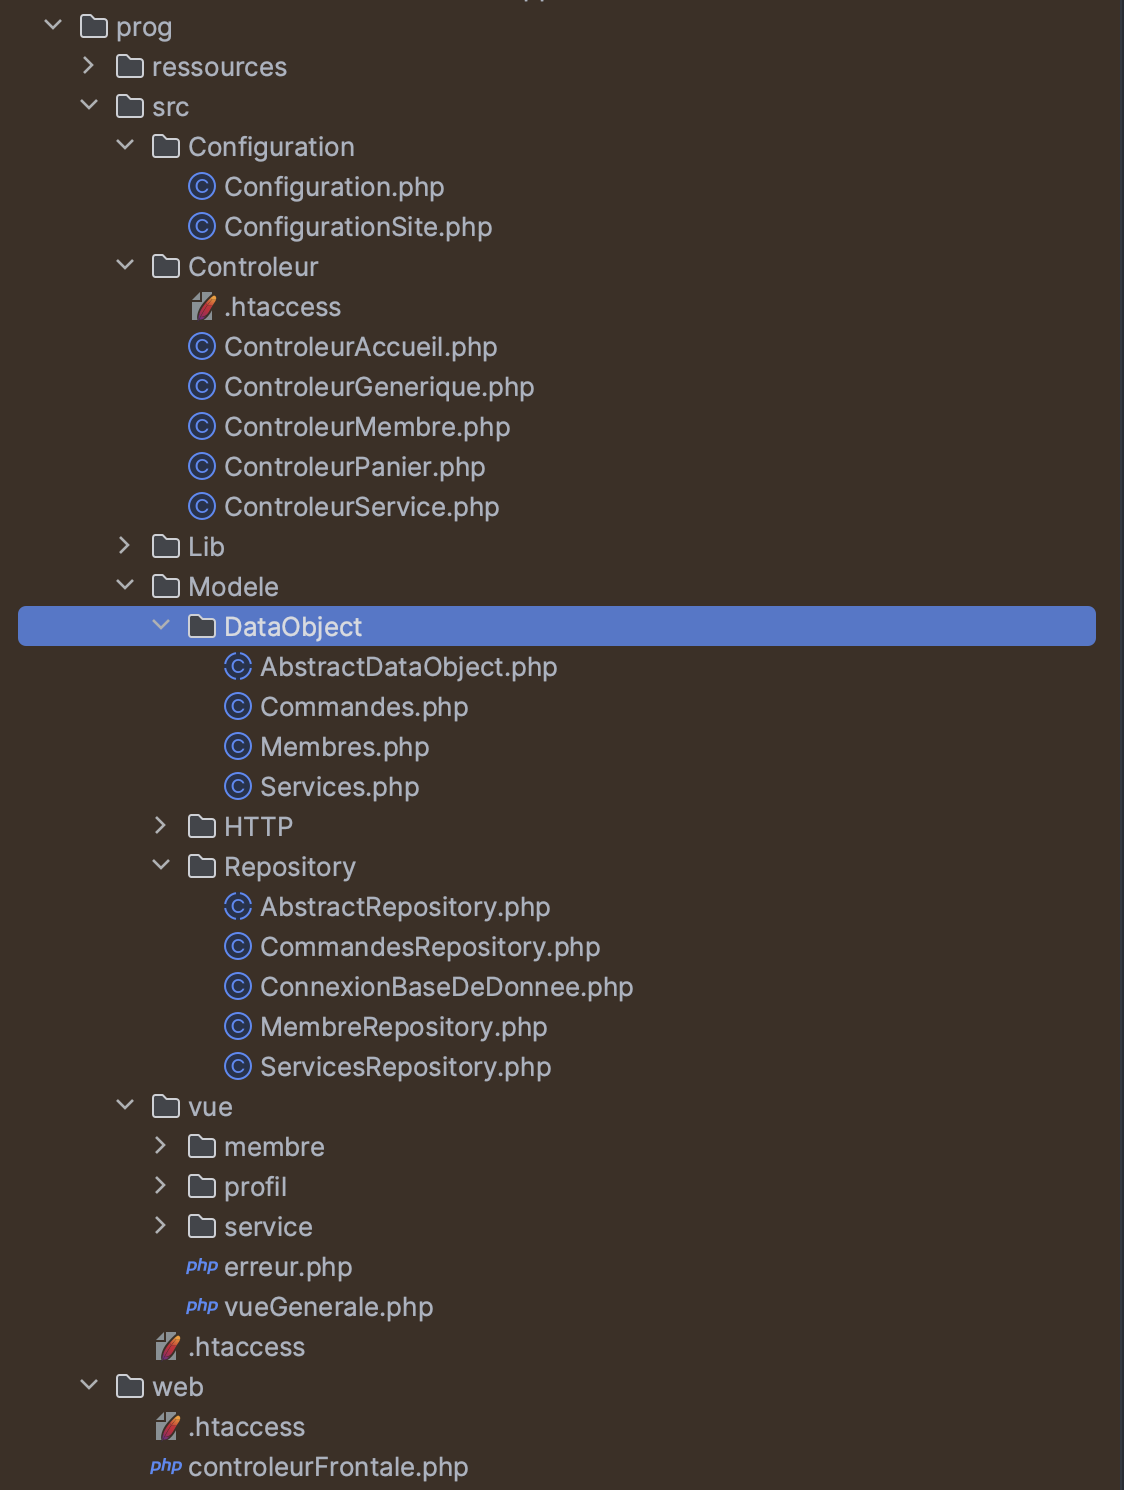 prog
ressources
src
Configuration
Configuration.php
ConfigurationSite.php
Controleur
.htaccess
ControleurAccueil.php
ControleurGenerique.php
ControleurMembre.php
ControleurPanier.php
ControleurService.php
Lib
Modele
DataObject
AbstractDataObject.php
Commandes.php
Membres.php
Services.php
HTTP
Repository
AbstractRepository.php
CommandesRepository.php
ConnexionBaseDeDonnee.php
MembreRepository.php
ServicesRepository.php
vue
membre
profil
service
php erreur.php
php vueGenerale.php
.htaccess
web
.htaccess
php controleurFrontale.php